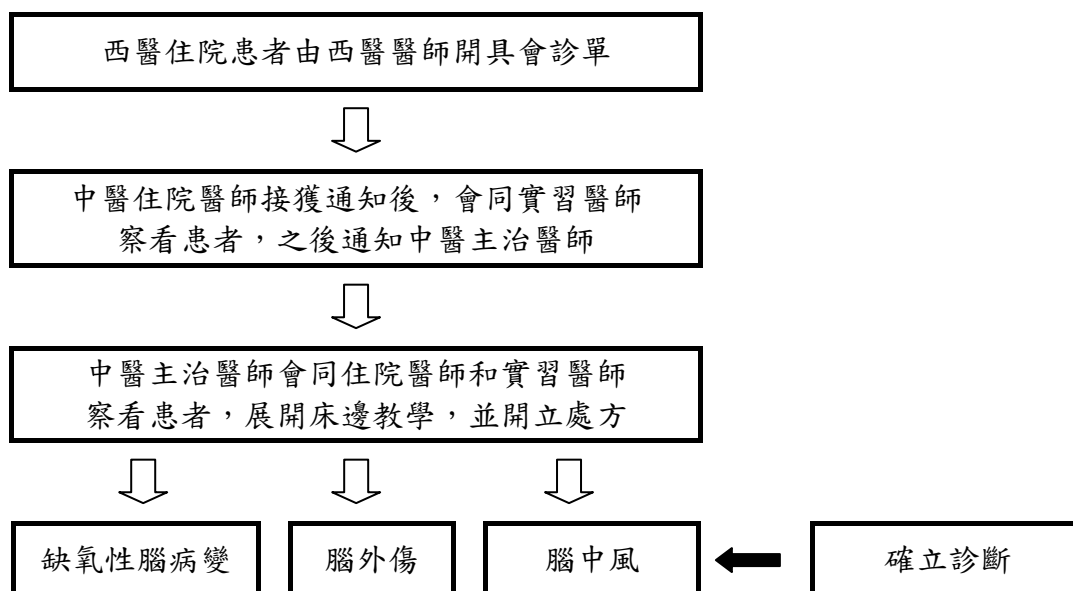 西醫住院患者由西醫醫師開具會診單
中醫住院醫師接獲通知後，會同實習醫師
察看患者，之後通知中醫主治醫師
中醫主治醫師會同住院醫師和實習醫師
察看患者，展開床邊教學，並開立處方
缺氧性腦病變
腦外傷
腦中風
確立診斷